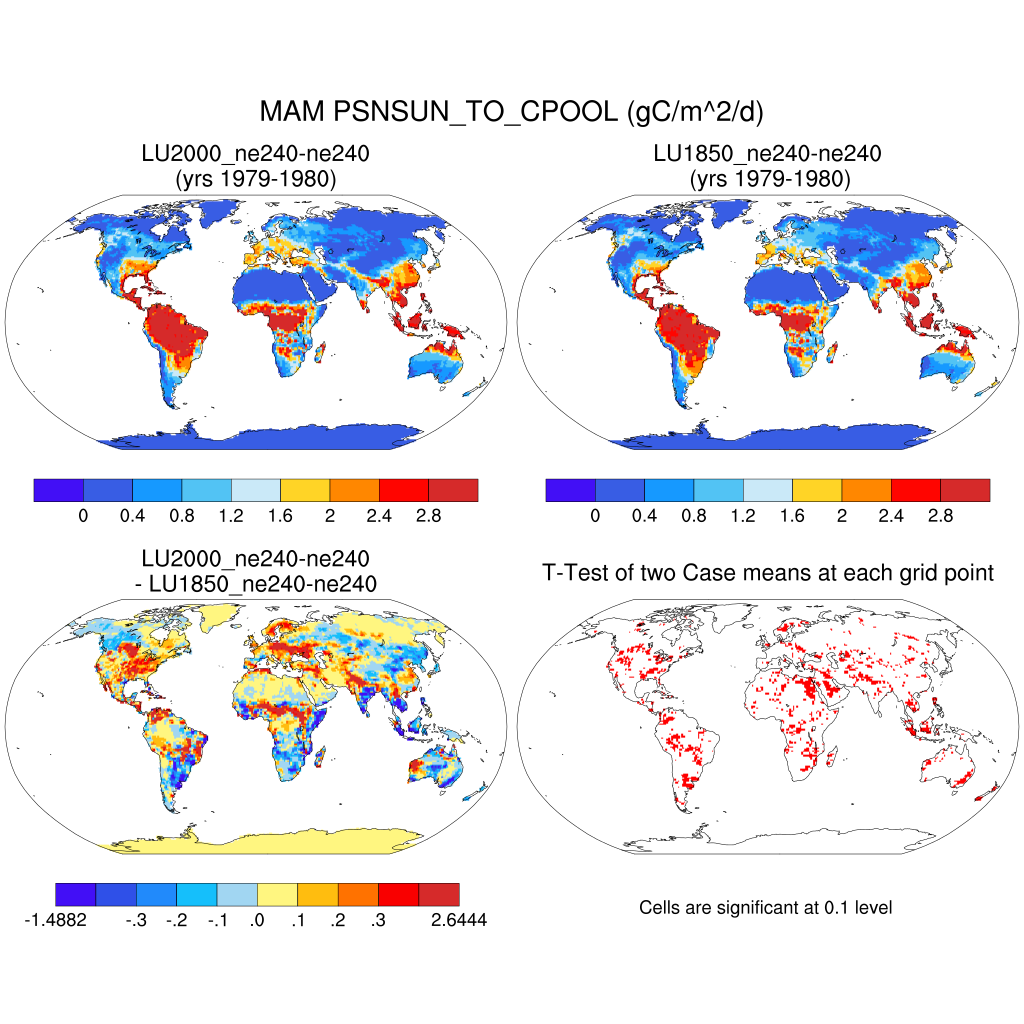 MAM PSNSUN_TO_CPOOL (gC/m^2/d)
LU2000_ne240-ne240
(yrs 1979-1980)
LU1850_ne240-ne240
(yrs 1979-1980)
0 0.4 0.8 1.2 1.6 2 2.4 2.8
0 0.4 0.8 1.2 1.6 2 2.4 2.8
LU2000_ne240-ne240
- LU1850_ne240-ne240
T-Test of two Case means at each grid point
-1.4882 -.3 -.2 -.1 .0 .1 .2 .3 2.6444
Cells are significant at 0.1 level